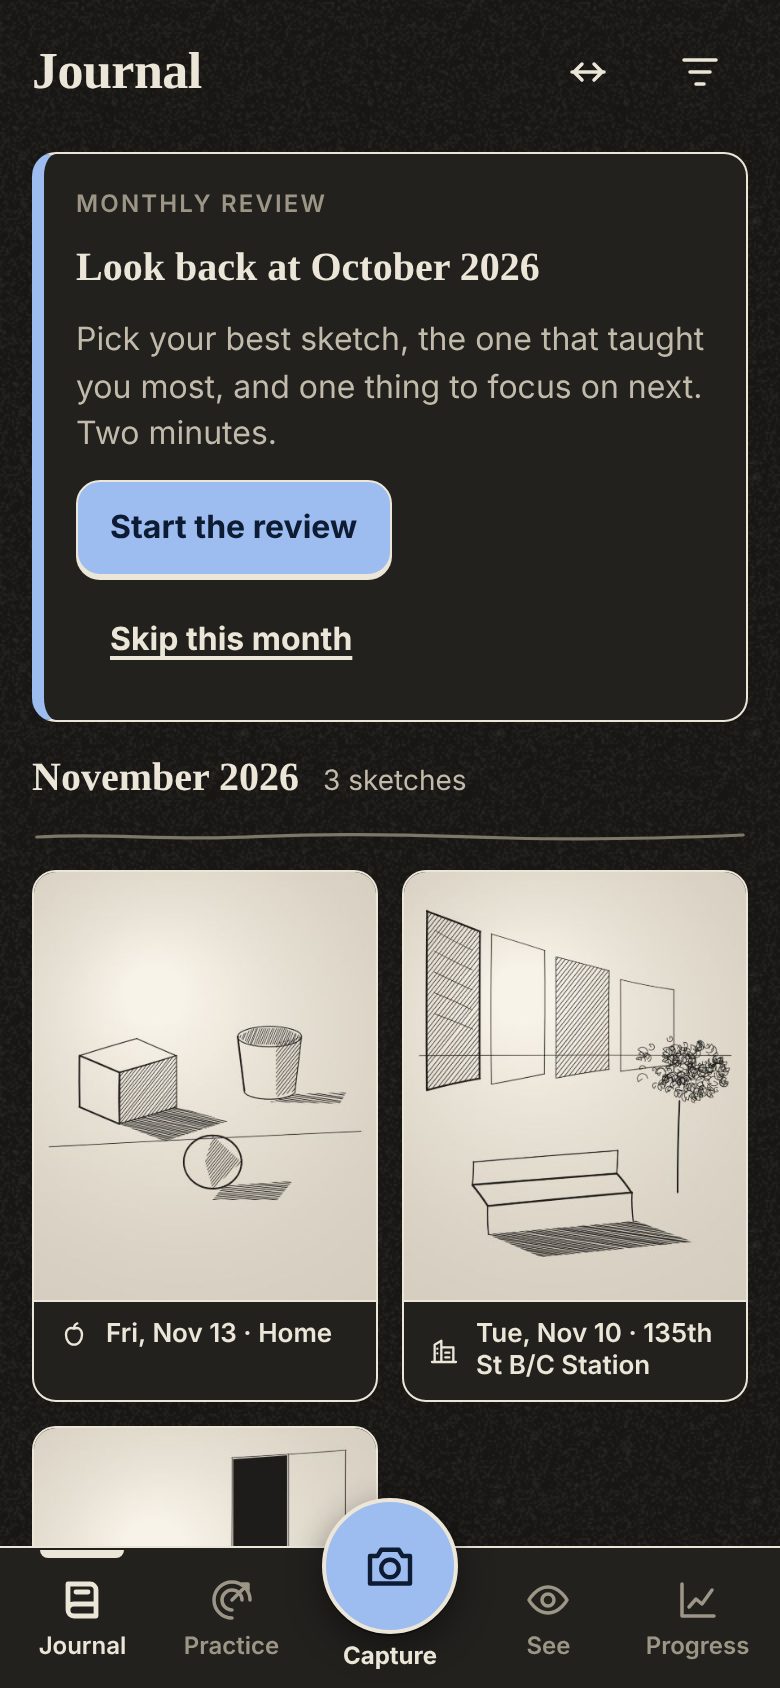 Journal
MONTHLY REVIEW
Look back at October 2026
Pick your best sketch, the one that taught
you most, and one thing to focus on next.
Two minutes.
Start the review
Skip this month
November 2026 3 sketches
Fri, Nov 13 · Home
Tue, Nov 10 · 135th
St B/C Station
Journal
Practice
Capture
See
Progress